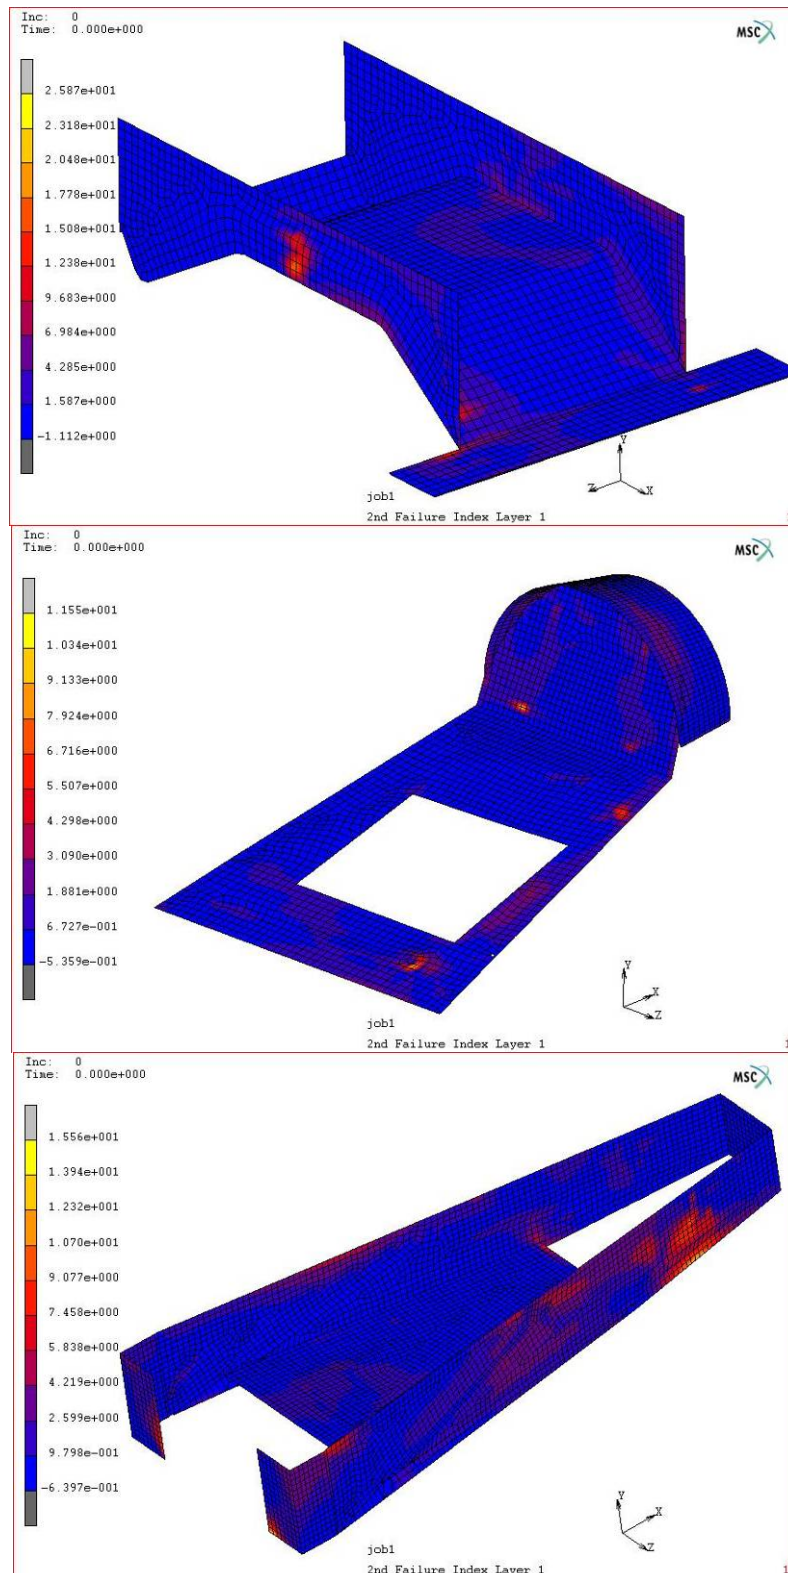 Inc: 0
Time: 0.000e+000
MSC
2.587e+001
2.318e+001
2.048e+001
1.778e+001
1.508e+001
1.238e+001
9.683e+000
6.984e+000
4.285e+000
1.587e+000
-1.112e+000
Y
Z
X
job1
2nd Failure Index Layer 1
Inc: 0
Time: 0.000e+000
MSC
1.155e+001
1.034e+001
9.133e+000
7.924e+000
6.716e+000
5.507e+000
4.298e+000
3.090e+000
1.881e+000
6.727e-001
-5.359e-001
Y
X
Z
job1
2nd Failure Index Layer 1
1
Inc: 0
Time: 0.000e+000
MSC
1.556e+001
1.394e+001
1.232e+001
1.070e+001
9.077e+000
7.458e+000
5.838e+000
4.219e+000
2.599e+000
9.798e-001
-6.397e-001
Y
X
Z
job1
2nd Failure Index Layer 1
1